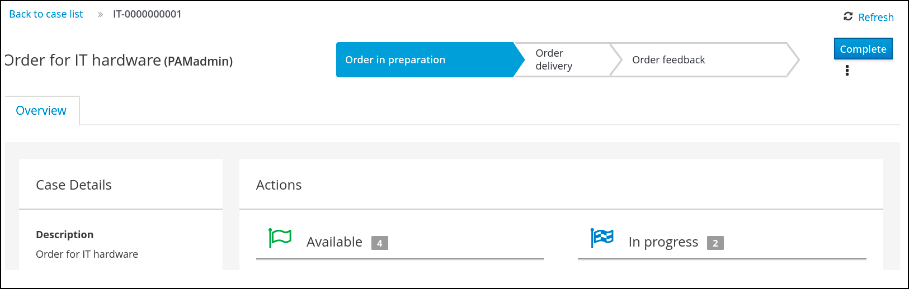 Back to case list » IT-0000000001
Refresh
Order for IT hardware (PAMadmin)
Order in preparation
Order
delivery
Order feedback
Complete
Overview
Case Details
Actions
Description
Order for IT hardware
Available 4
In progress 2